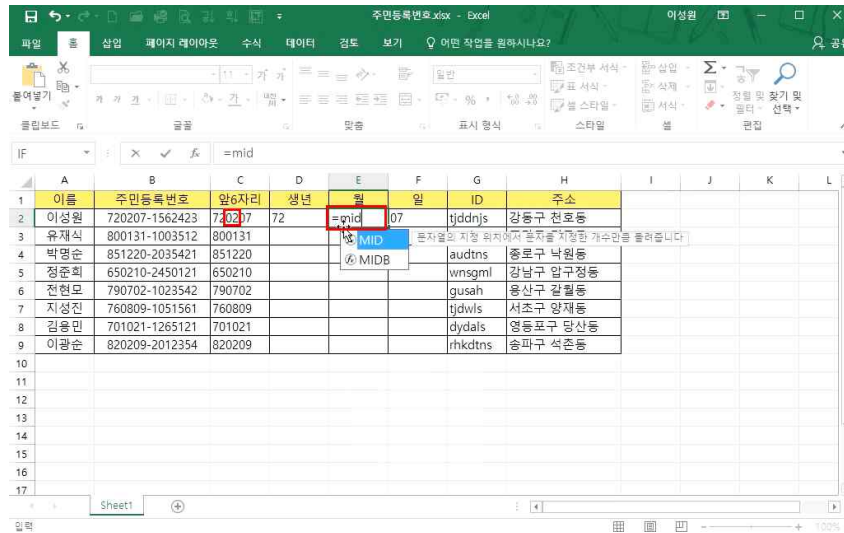 주민등록번호.xlsx - Excel 이성원
파일 홈 삽입 페이지 레이아웃 수식 데이터 검토 보기 어떤 작업을 원하시나요?
붙여넣기 가 가 가 11 가 가 일반 % 조건부 서식 표 서식 셀 스타일 삽입 삭제 서식 정렬 및 필터 찾기 및 선택
클립보드 글꼴 맞춤 표시 형식 스타일 셀 편집
IF fx =mid
A B C D E F G H I J K L
1 이름 주민등록번호 앞6자리 생년 월 일 ID 주소
2 이성원 720207-1562423 720207 72 =mid 07 tjddnjs 강동구 천호동
3 유재식 800131-1003512 800131 MID 문자열의 지정 위치에서 문자를 지정한 개수만큼 돌려줍니다
4 박명순 851220-2035421 851220 MIDB audtns 종로구 낙원동
5 정준희 650210-2450121 650210 wnsgml 강남구 압구정동
6 전현모 790702-1023542 790702 gusah 용산구 갈월동
7 지성진 760809-1051561 760809 tjdwls 서초구 양재동
8 김용민 701021-1265121 701021 dydals 영등포구 당산동
9 이광순 820209-2012354 820209 rhkdtns 송파구 석촌동
10
11
12
13
14
15
16
17
Sheet1
입력 100%